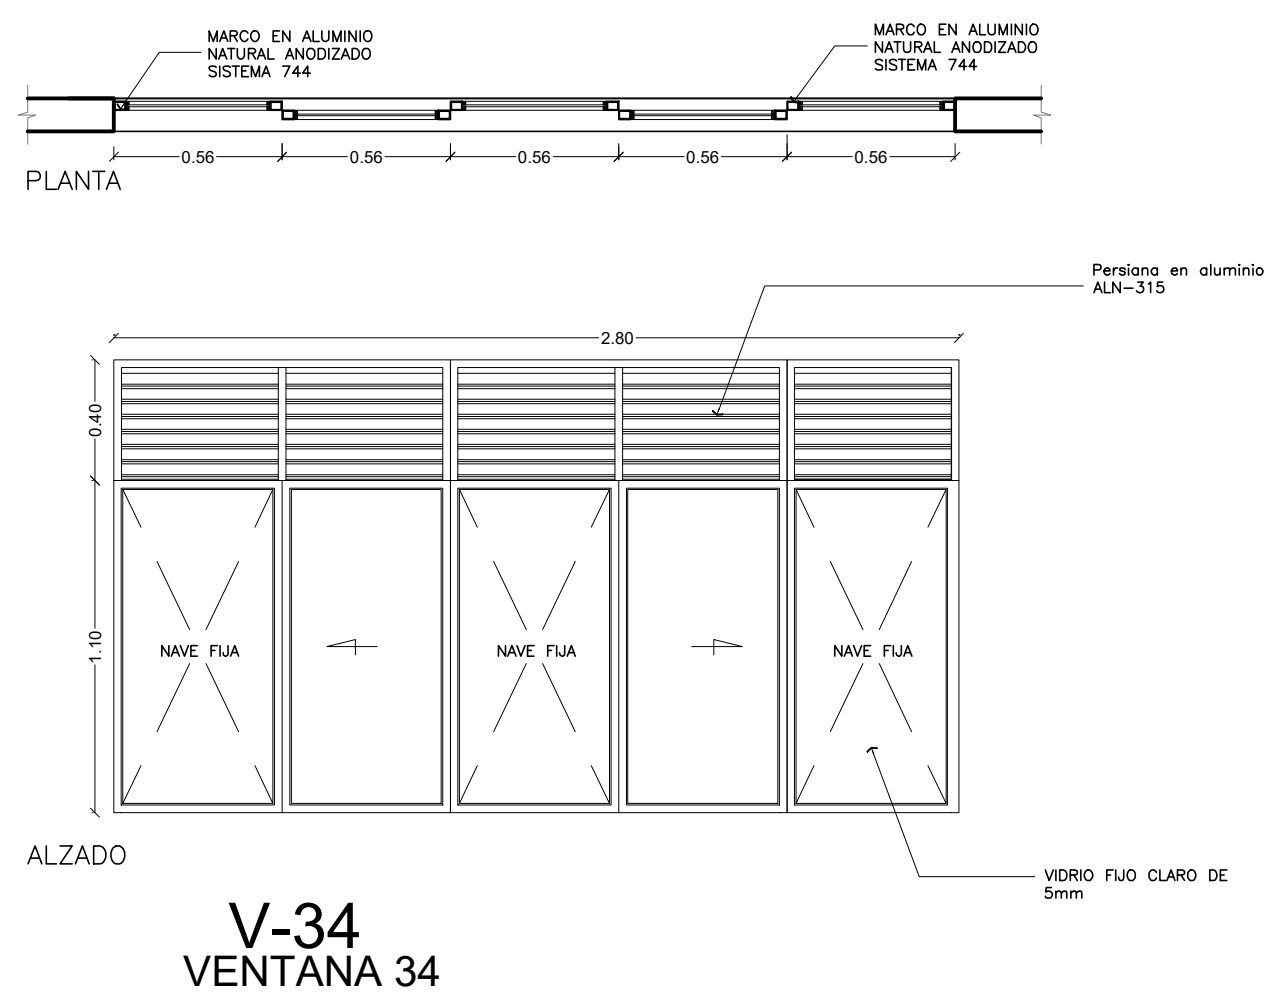 MARCO EN ALUMINIO
NATURAL ANODIZADO
SISTEMA 744
MARCO EN ALUMINIO
NATURAL ANODIZADO
SISTEMA 744
0.56
0.56
0.56
0.56
0.56
PLANTA
Persiana en aluminio
ALN-315
2.80
0.40
1.10
NAVE FIJA
NAVE FIJA
NAVE FIJA
ALZADO
VIDRIO FIJO CLARO DE
5mm
V-34
VENTANA 34